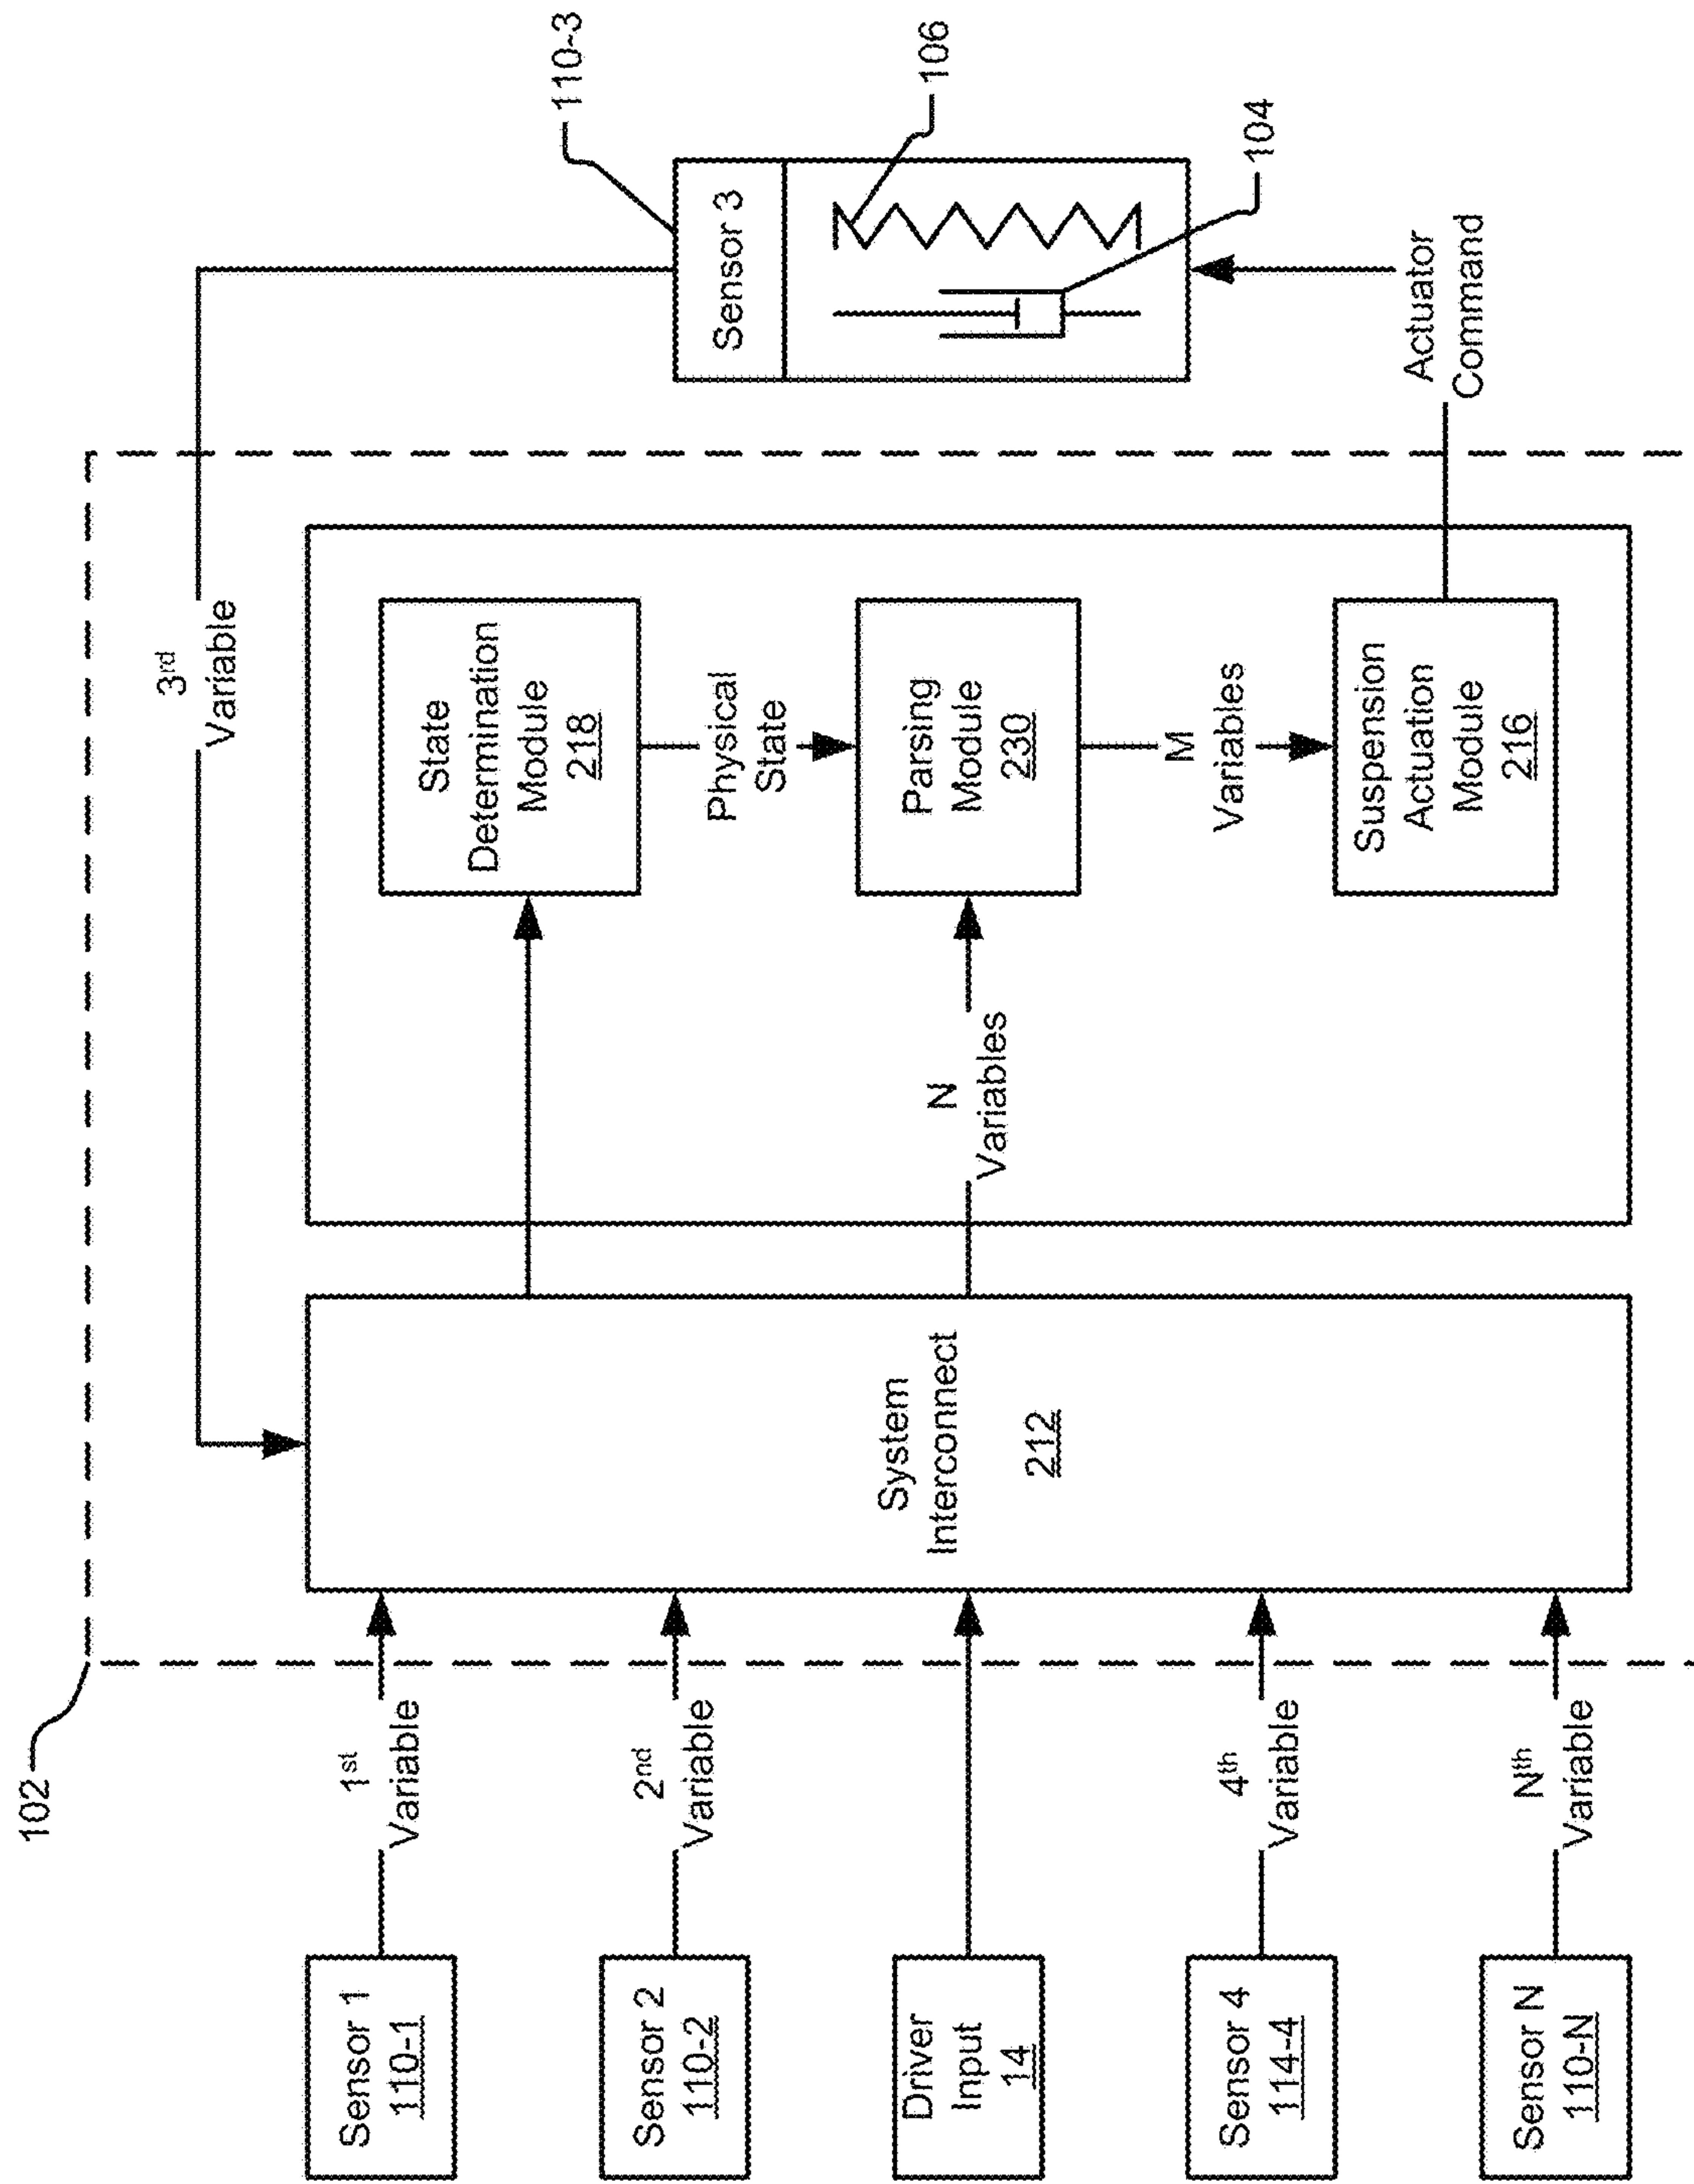 102
Sensor 1
110-1
1st
Variable
Sensor 2
110-2
2nd
Variable
Driver
Input
14
Sensor 4
114-4
4th
Variable
Sensor N
110-N
Nth
Variable
System
Interconnect
212
3rd
Variable
N
Variables
State
Determination
Module
218
Physical
State
Parsing
Module
230
M
Variables
Suspension
Actuation
Module
216
Actuator
Command
Sensor 3
110-3
106
104